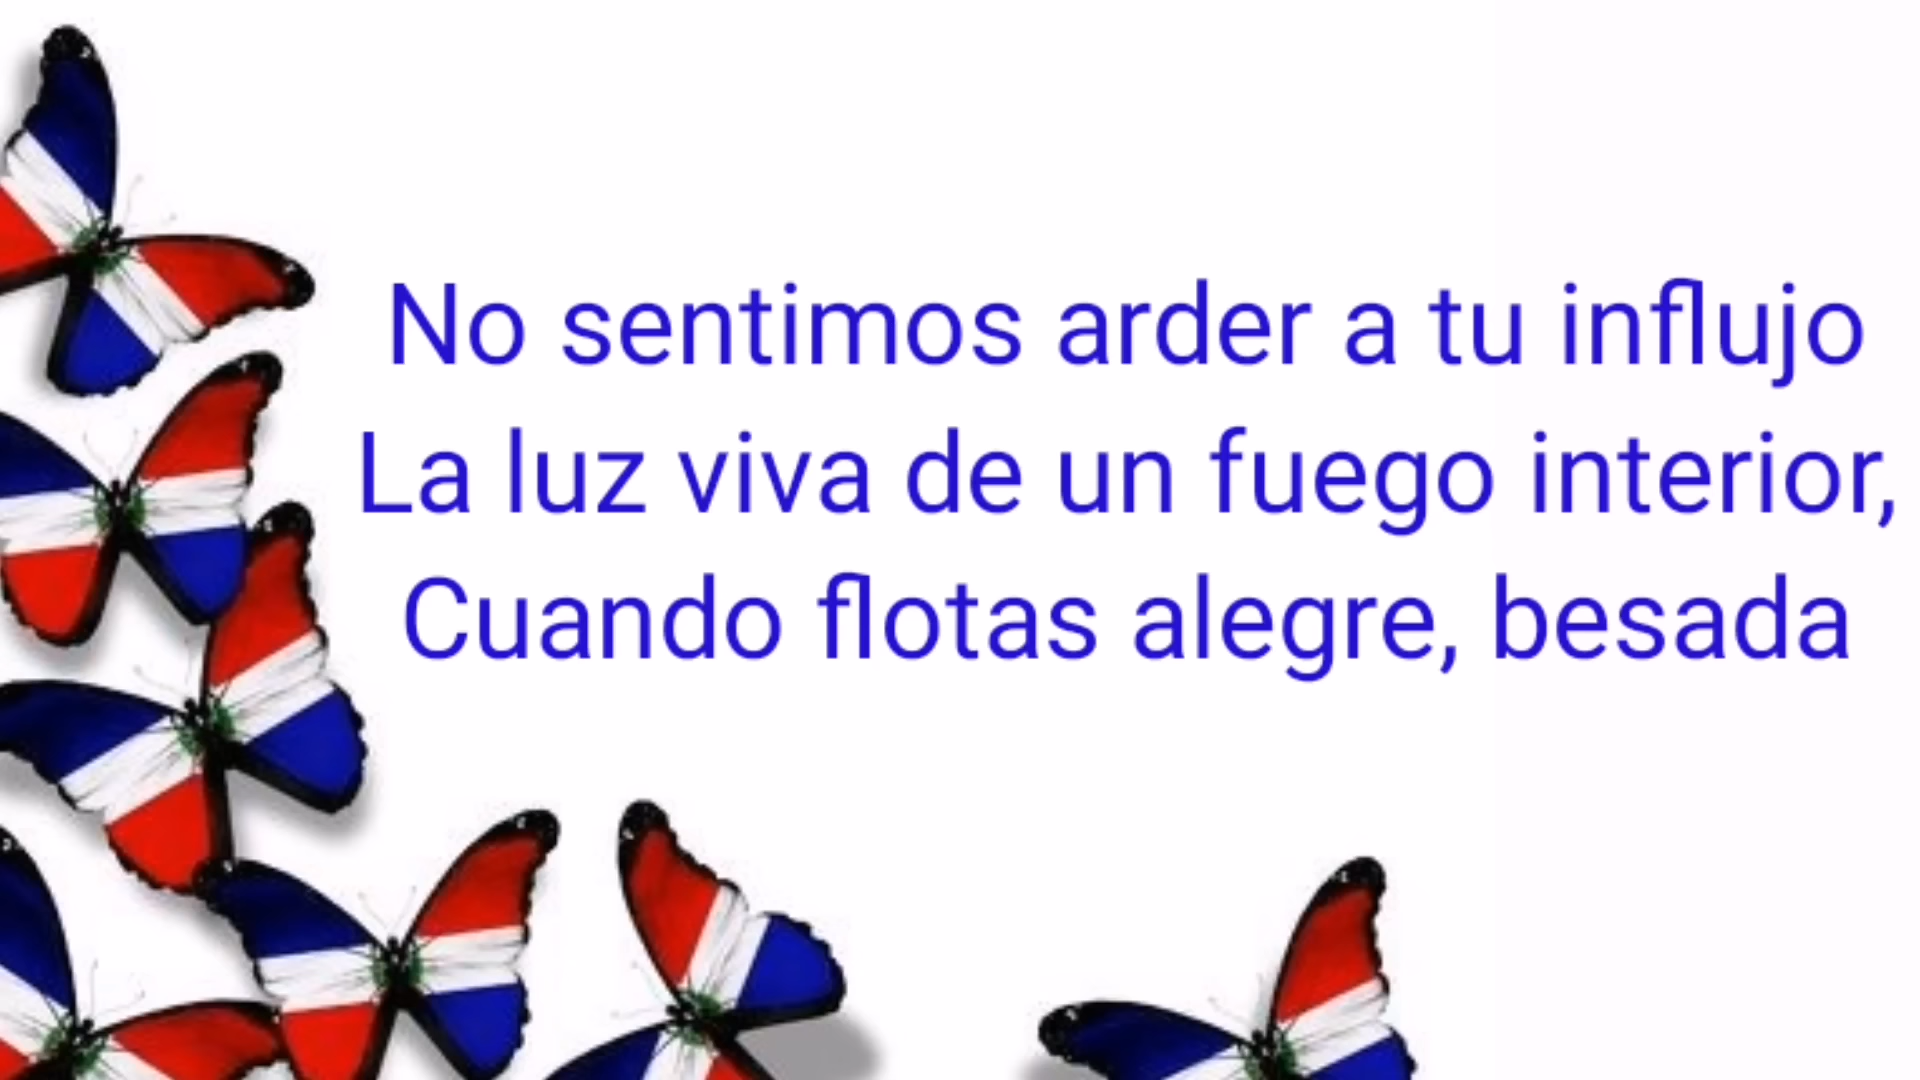 No sentimos arder a tu influjo
La luz viva de un fuego interior,
Cuando flotas alegre, besada